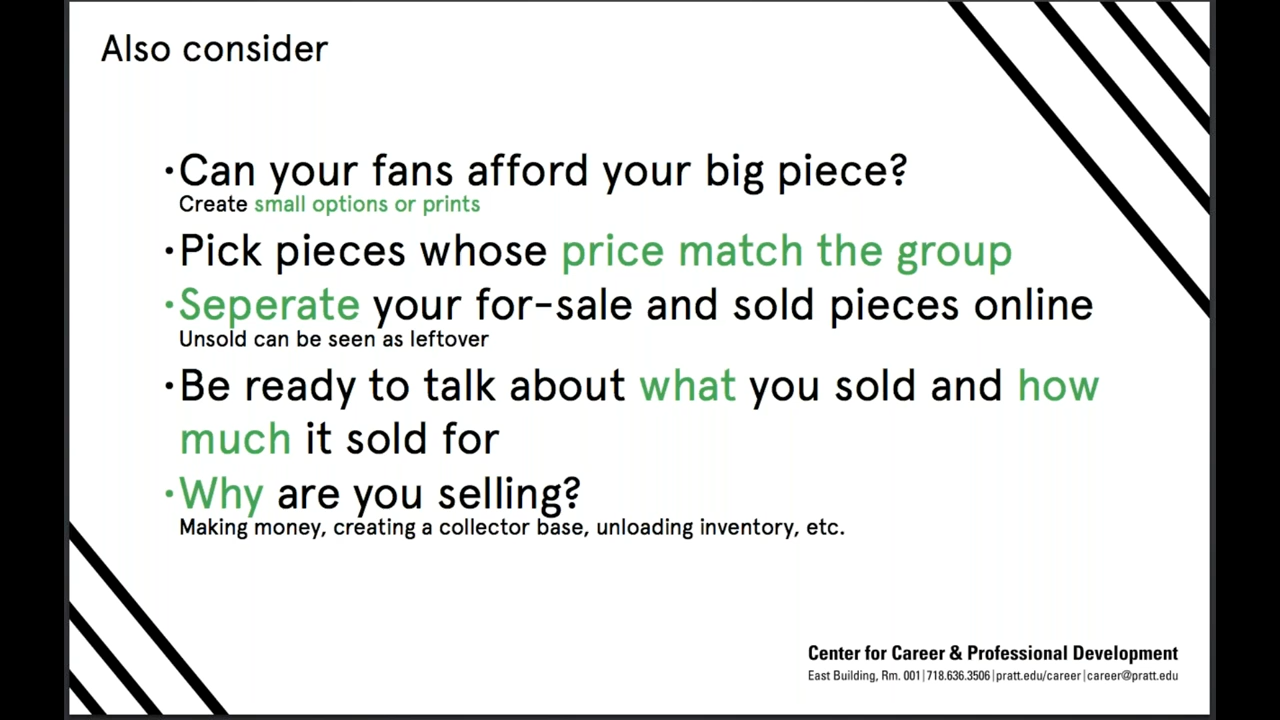 Also consider
·Can your fans afford your big piece?
Create small options or prints
·Pick pieces whose price match the group
·Seperate your for-sale and sold pieces online
Unsold can be seen as leftover
·Be ready to talk about what you sold and how
much it sold for
·Why are you selling?
Making money, creating a collector base, unloading inventory, etc.
Center for Career & Professional Development
East Building, Rm. 001|718.636.3506|pratt.edu/career|career@pratt.edu